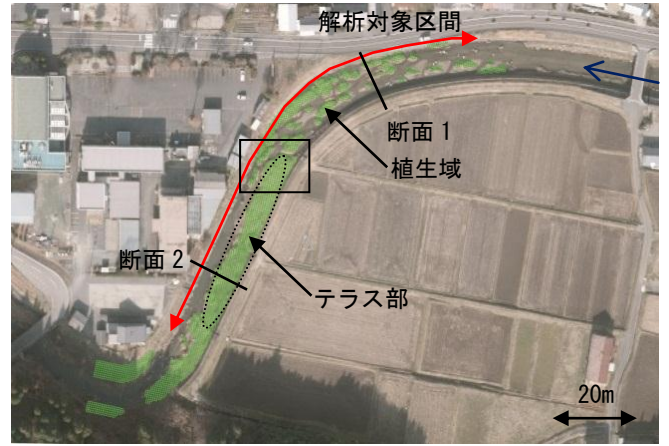 解析対象区間
断面1
植生域
断面2
テラス部
20m